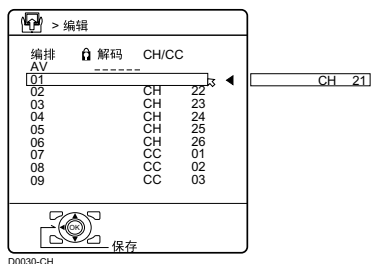 > 编辑
编排 解码 CH/CC
AV ------
01 CH 21
02 CH 22
03 CH 23
04 CH 24
05 CH 25
06 CH 26
07 CC 01
08 CC 02
09 CC 03
OK
保存
D0030-CH